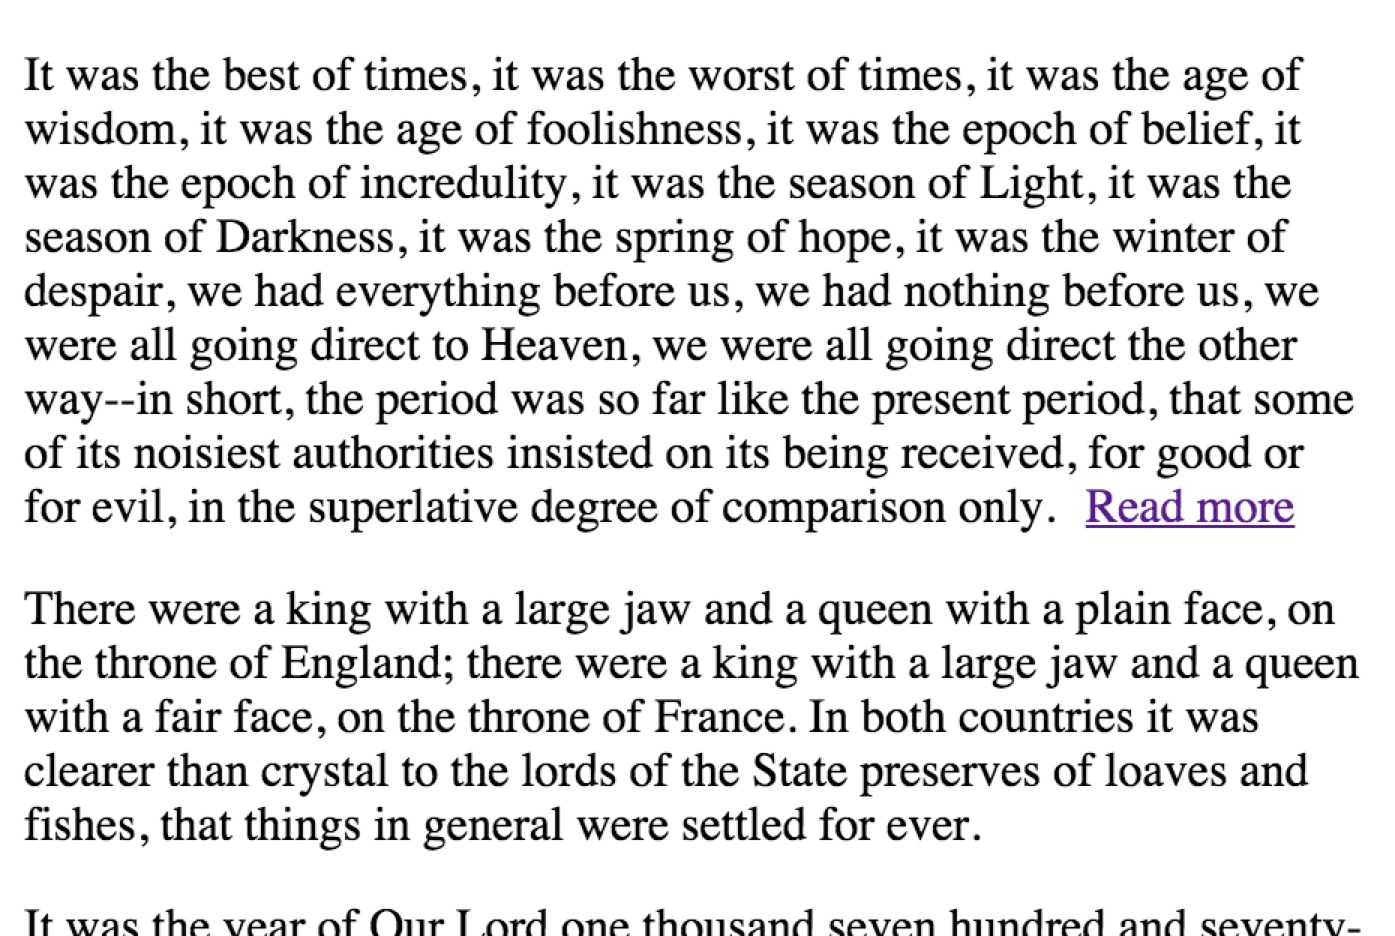 It was the best of times, it was the worst of times, it was the age of
wisdom, it was the age of foolishness, it was the epoch of belief, it
was the epoch of incredulity, it was the season of Light, it was the
season of Darkness, it was the spring of hope, it was the winter of
despair, we had everything before us, we had nothing before us, we
were all going direct to Heaven, we were all going direct the other
way--in short, the period was so far like the present period, that some
of its noisiest authorities insisted on its being received, for good or
for evil, in the superlative degree of comparison only. Read more
There were a king with a large jaw and a queen with a plain face, on
the throne of England; there were a king with a large jaw and a queen
with a fair face, on the throne of France. In both countries it was
clearer than crystal to the lords of the State preserves of loaves and
fishes, that things in general were settled for ever.
It was the year of Our Lord one thousand seven hundred and seventy-